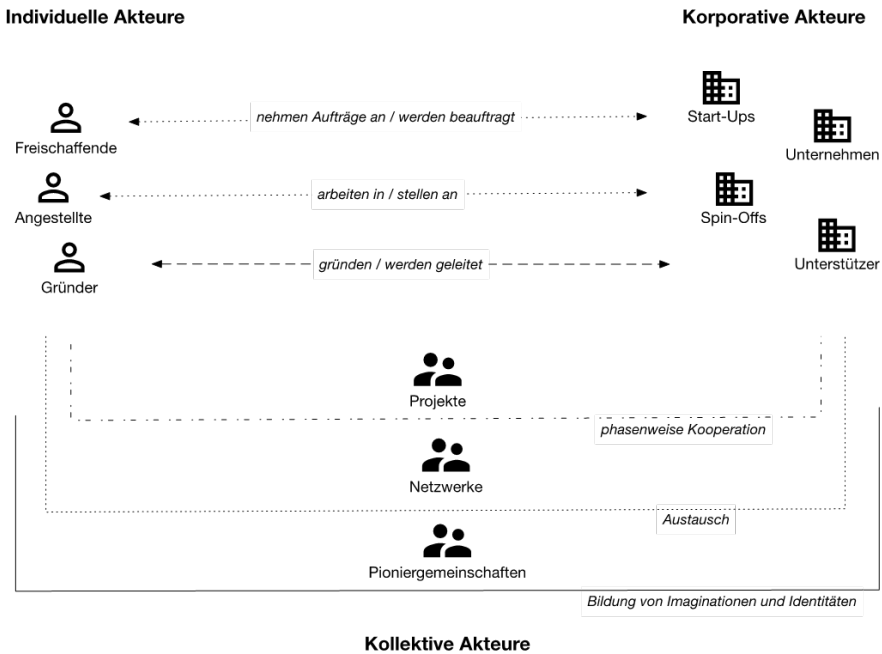 Individuelle Akteure
Korporative Akteure
Freischaffende
nehmen Aufträge an / werden beauftragt
Start-Ups
Unternehmen
Angestellte
arbeiten in / stellen an
Spin-Offs
Gründer
gründen / werden geleitet
Unterstützer
Projekte
phasenweise Kooperation
Netzwerke
Austausch
Pioniergemeinschaften
Bildung von Imaginationen und Identitäten
Kollektive Akteure